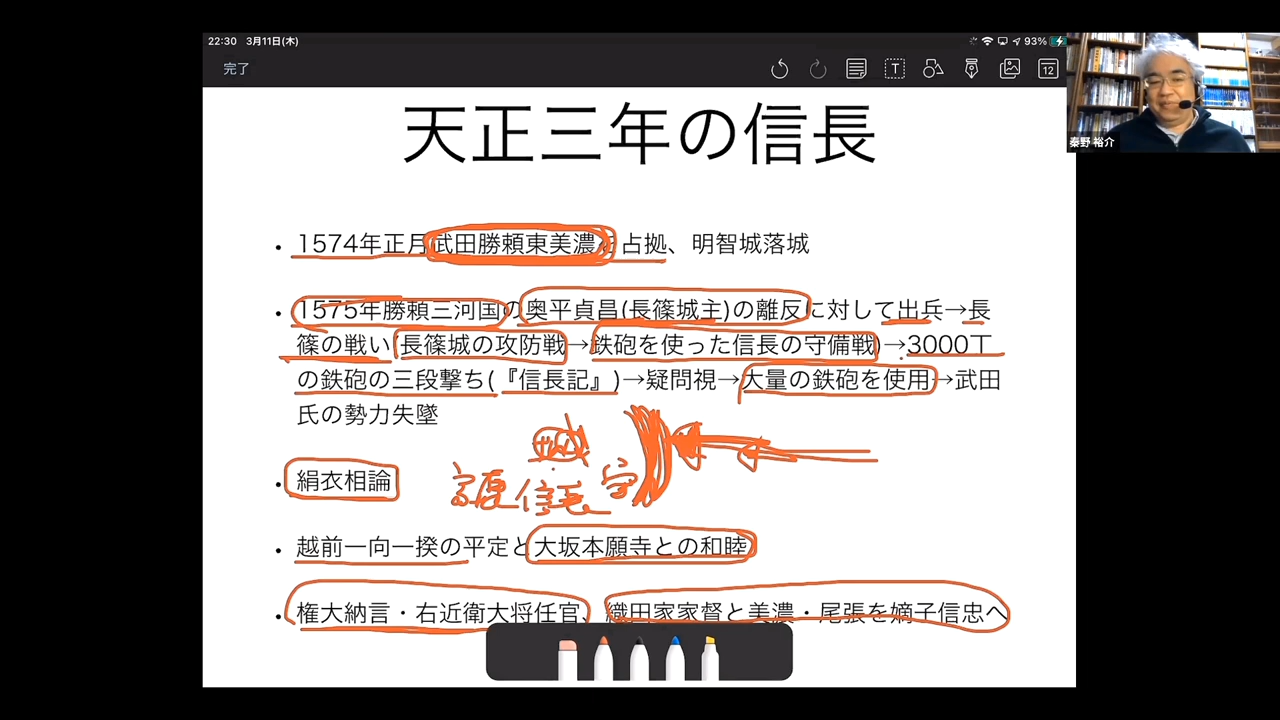 22:30 3月11日(木)
93%
完了
T
12
秦野 裕介
天正三年の信長
・1574年正月武田勝頼東美濃を占拠、明智城落城
・1575年勝頼三河国の奥平貞昌(長篠城主)の離反に対して出兵→長
篠の戦い(長篠城の攻防戦→鉄砲を使った信長の守備戦)→3000丁
の鉄砲の三段撃ち(『信長記』)→疑問視→大量の鉄砲を使用→武田
氏の勢力失墜
・絹衣相論
信長
・越前一向一揆の平定と大坂本願寺との和睦
・権大納言・右近衛大将任官、織田家家督と美濃・尾張を嫡子信忠へ